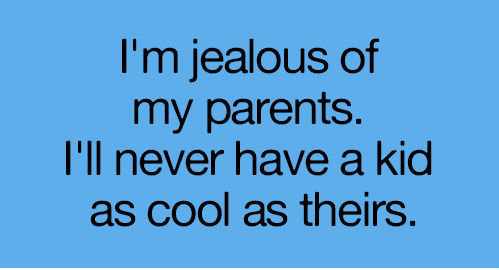 I'm jealous of
my parents.
I'll never have a kid
as cool as theirs.